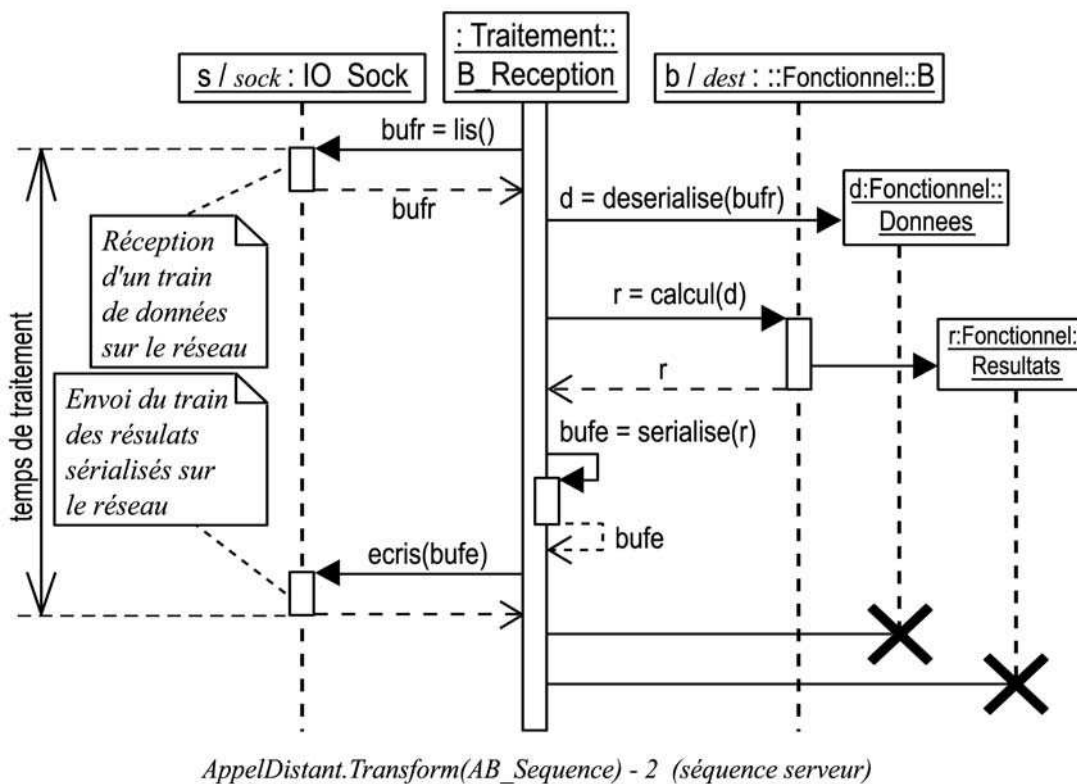 : Traitement::
B_Reception
s / sock : IO_Sock
b / dest : ::Fonctionnel::B
bufr = lis()
bufr
d = deserialise(bufr)
d:Fonctionnel::
Donnees
Réception
d'un train
de données
sur le réseau
r = calcul(d)
r:Fonctionnel:
Resultats
r
Envoi du train
des résulats
sérialisés sur
le réseau
temps de traitement
bufe = serialise(r)
bufe
ecris(bufe)
AppelDistant.Transform(AB_Sequence) - 2 (séquence serveur)